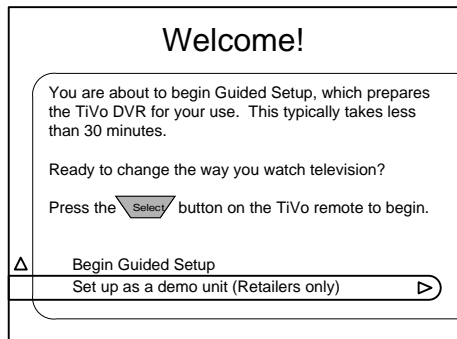 Welcome!
You are about to begin Guided Setup, which prepares
the TiVo DVR for your use. This typically takes less
than 30 minutes.
Ready to change the way you watch television?
Press the Select button on the TiVo remote to begin.
Begin Guided Setup
Set up as a demo unit (Retailers only)